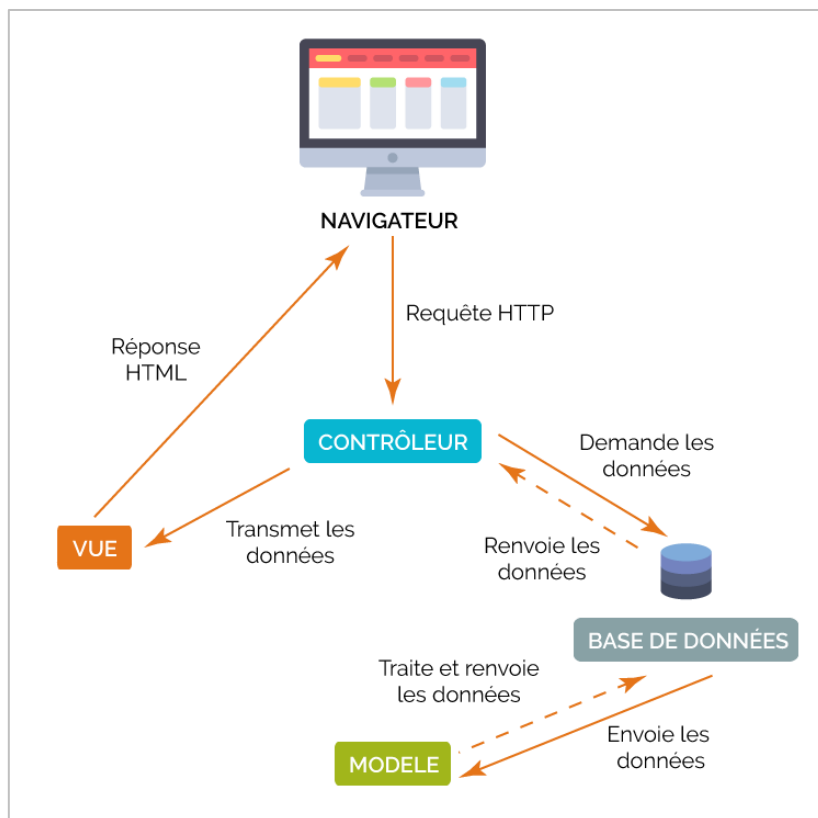 NAVIGATEUR
Requête HTTP
Réponse
HTML
CONTRÔLEUR
Demande les
données
Transmet les
données
VUE
Renvoie les
données
BASE DE DONNÉES
Traite et renvoie
les données
Envoie les
données
MODELE